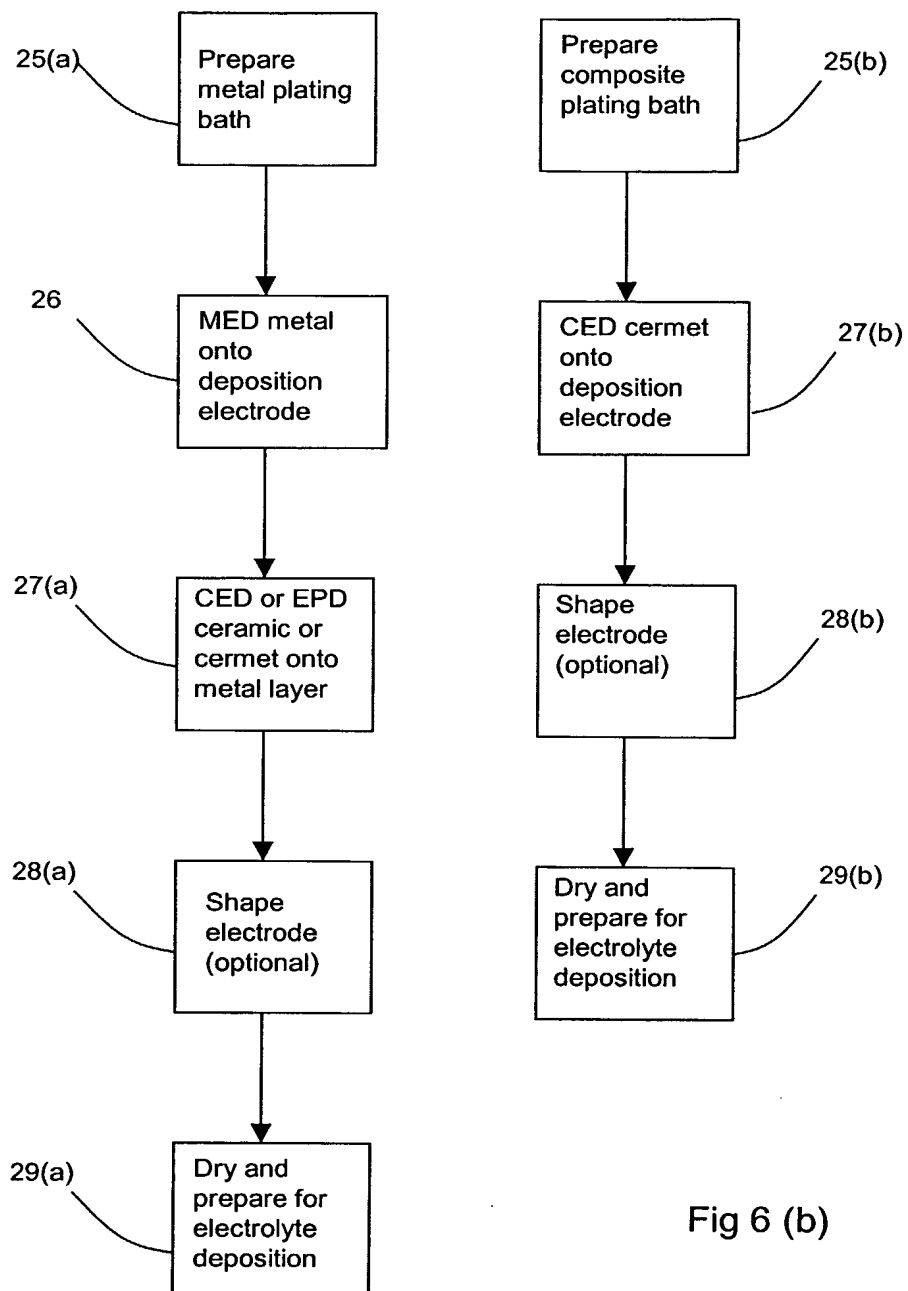 25(a)
Prepare
metal plating
bath
26
MED metal
onto
deposition
electrode
27(a)
CED or EPD
ceramic or
cermet onto
metal layer
28(a)
Shape
electrode
(optional)
29(a)
Dry and
prepare for
electrolyte
deposition
Prepare
composite
plating bath
25(b)
CED cermet
onto
deposition
electrode
27(b)
Shape
electrode
(optional)
28(b)
Dry and
prepare for
electrolyte
deposition
29(b)
Fig 6 (b)